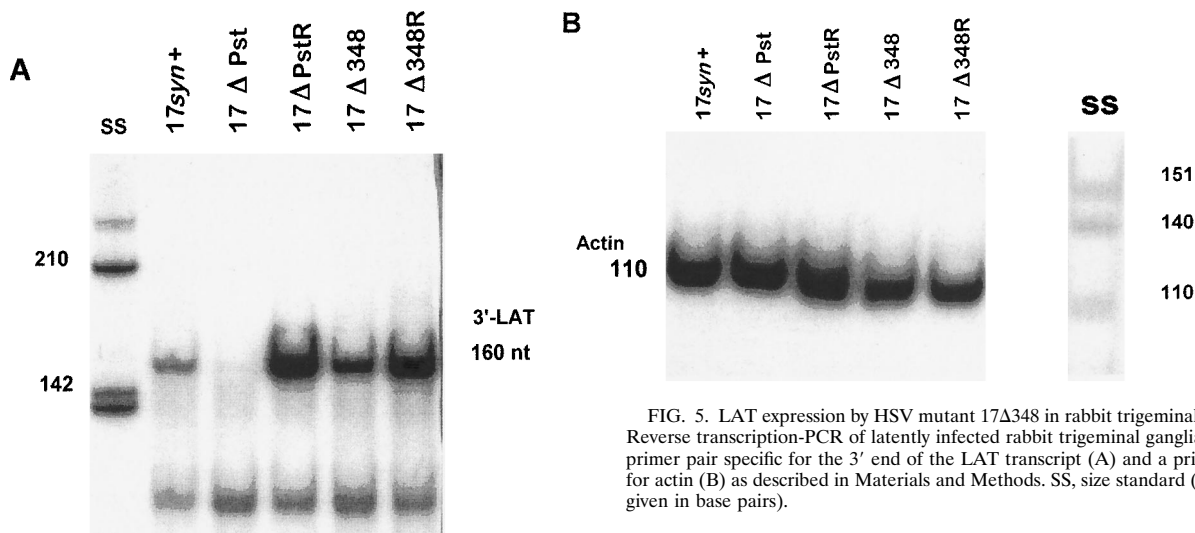 A
SS
17syn+
17 Δ Pst
17 Δ PstR
17 Δ 348
17 Δ 348R
210
142
3'-LAT
160 nt
B
17syn+
17 Δ Pst
17 Δ PstR
17 Δ 348
17 Δ 348R
SS
Actin
110
151
140
110
FIG. 5. LAT expression by HSV mutant 17Δ348 in rabbit trigeminal
Reverse transcription-PCR of latently infected rabbit trigeminal gangli
primer pair specific for the 3′ end of the LAT transcript (A) and a pri
for actin (B) as described in Materials and Methods. SS, size standard (
given in base pairs).